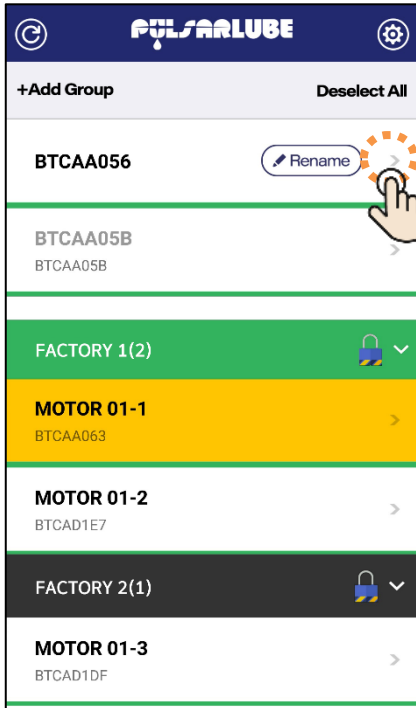 PULSARLUBE
+Add Group Deselect All
BTCAA056 Rename
BTCAA05B
BTCAA05B
FACTORY 1(2)
MOTOR 01-1
BTCAA063
MOTOR 01-2
BTCAD1E7
FACTORY 2(1)
MOTOR 01-3
BTCAD1DF